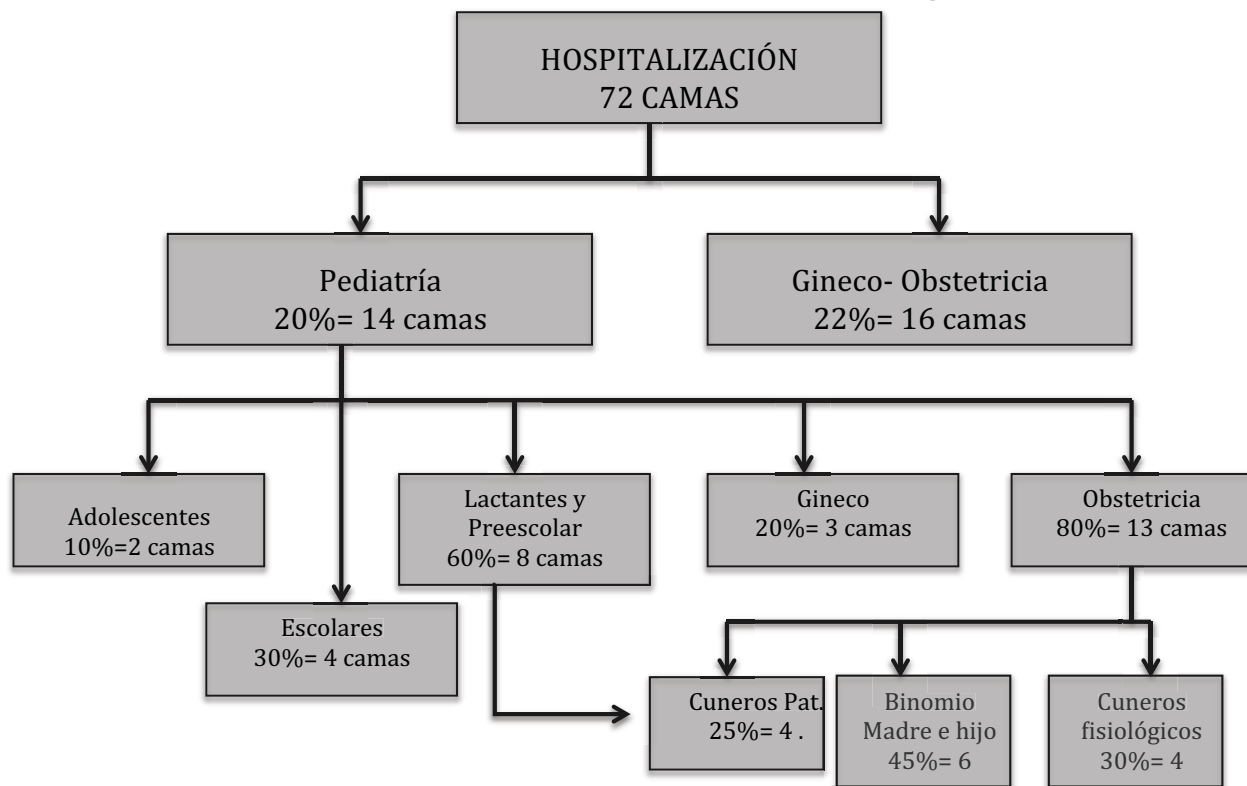 HOSPITALIZACIÓN
72 CAMAS
Pediatría
20%= 14 camas
Gineco- Obstetricia
22%= 16 camas
Adolescentes
10%=2 camas
Escolares
30%= 4 camas
Lactantes y
Preescolar
60%= 8 camas
Gineco
20%= 3 camas
Obstetricia
80%= 13 camas
Cuneros Pat.
25%= 4 .
Binomio
Madre e hijo
45%= 6
Cuneros
fisiológicos
30%= 4